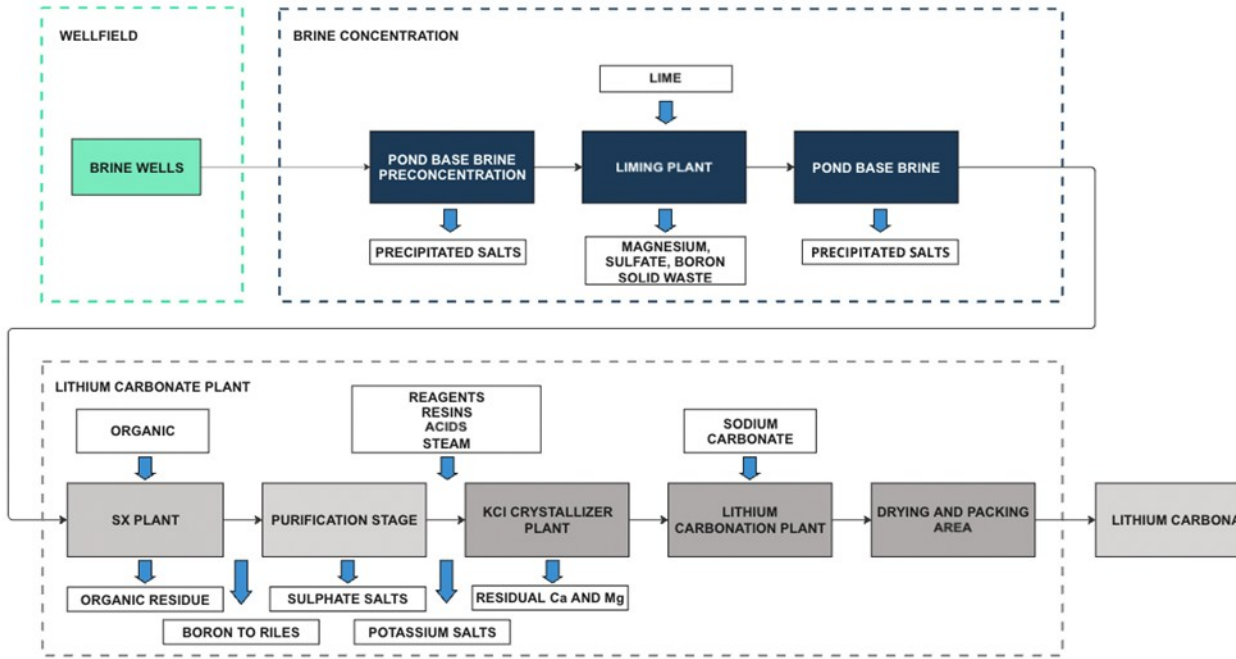 WELLFIELD
BRINE CONCENTRATION
LIME
BRINE WELLS
POND BASE BRINE
PRECONCENTRATION
LIMING PLANT
POND BASE BRINE
PRECIPITATED SALTS
MAGNESIUM,
SULFATE, BORON
SOLID WASTE
PRECIPITATED SALTS
LITHIUM CARBONATE PLANT
ORGANIC
REAGENTS
RESINS
ACIDS
STEAM
SODIUM
CARBONATE
SX PLANT
PURIFICATION STAGE
KCI CRYSTALLIZER
PLANT
LITHIUM
CARBONATION PLANT
DRYING AND PACKING
AREA
LITHIUM CARBONA
ORGANIC RESIDUE
SULPHATE SALTS
RESIDUAL Ca AND Mg
BORON TO RILES
POTASSIUM SALTS